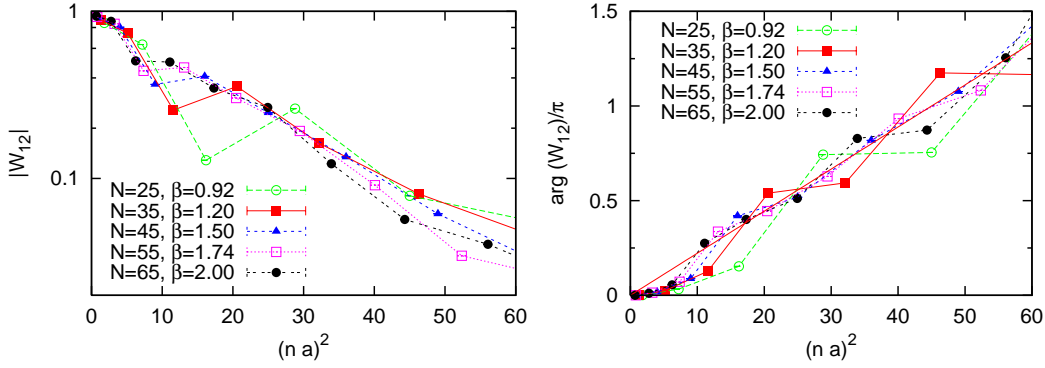 1
0.1
|W12|
0 10 20 30 40 50 60
(n a)2
N=25, β=0.92
N=35, β=1.20
N=45, β=1.50
N=55, β=1.74
N=65, β=2.00
1.5
1
0.5
0
arg (W12)/π
0 10 20 30 40 50 60
(n a)2
N=25, β=0.92
N=35, β=1.20
N=45, β=1.50
N=55, β=1.74
N=65, β=2.00